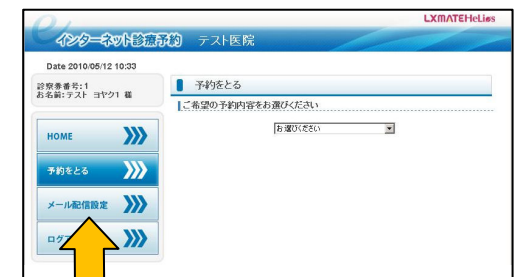 LXMATEHeLiøs
インターネット診療予約 テスト医院
Date 2010/05/12 10:33
診察券番号:1
お名前:テスト ヨヤク1 様
予約をとる
ご希望の予約内容をお選びください
お選びください
HOME
予約をとる
メール配信設定
ログ